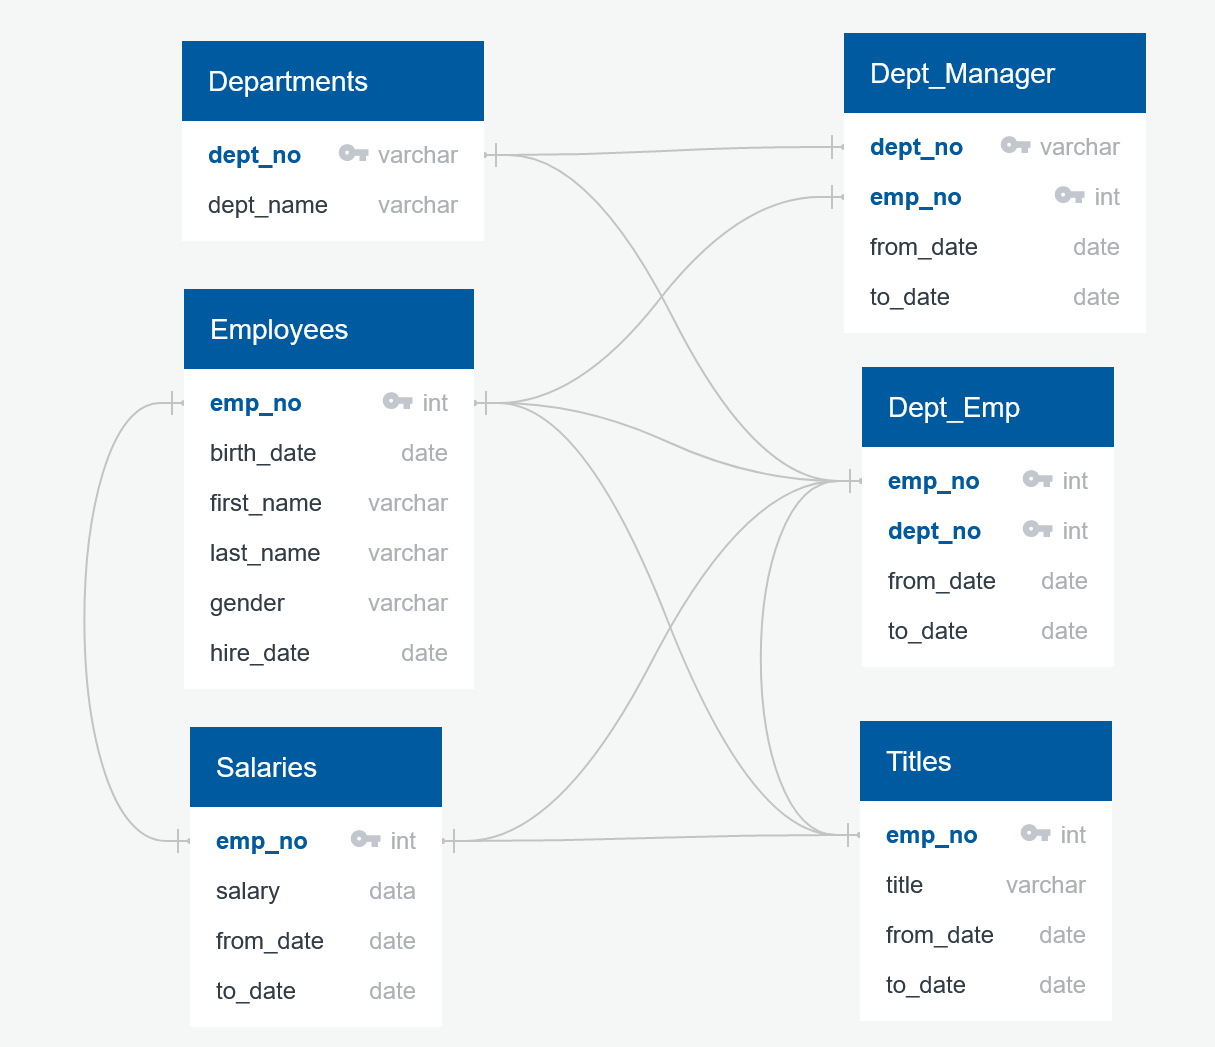 Departments
dept_no varchar
dept_name varchar
Employees
emp_no int
birth_date date
first_name varchar
last_name varchar
gender varchar
hire_date date
Salaries
emp_no int
salary data
from_date date
to_date date
Dept_Manager
dept_no varchar
emp_no int
from_date date
to_date date
Dept_Emp
emp_no int
dept_no int
from_date date
to_date date
Titles
emp_no int
title varchar
from_date date
to_date date